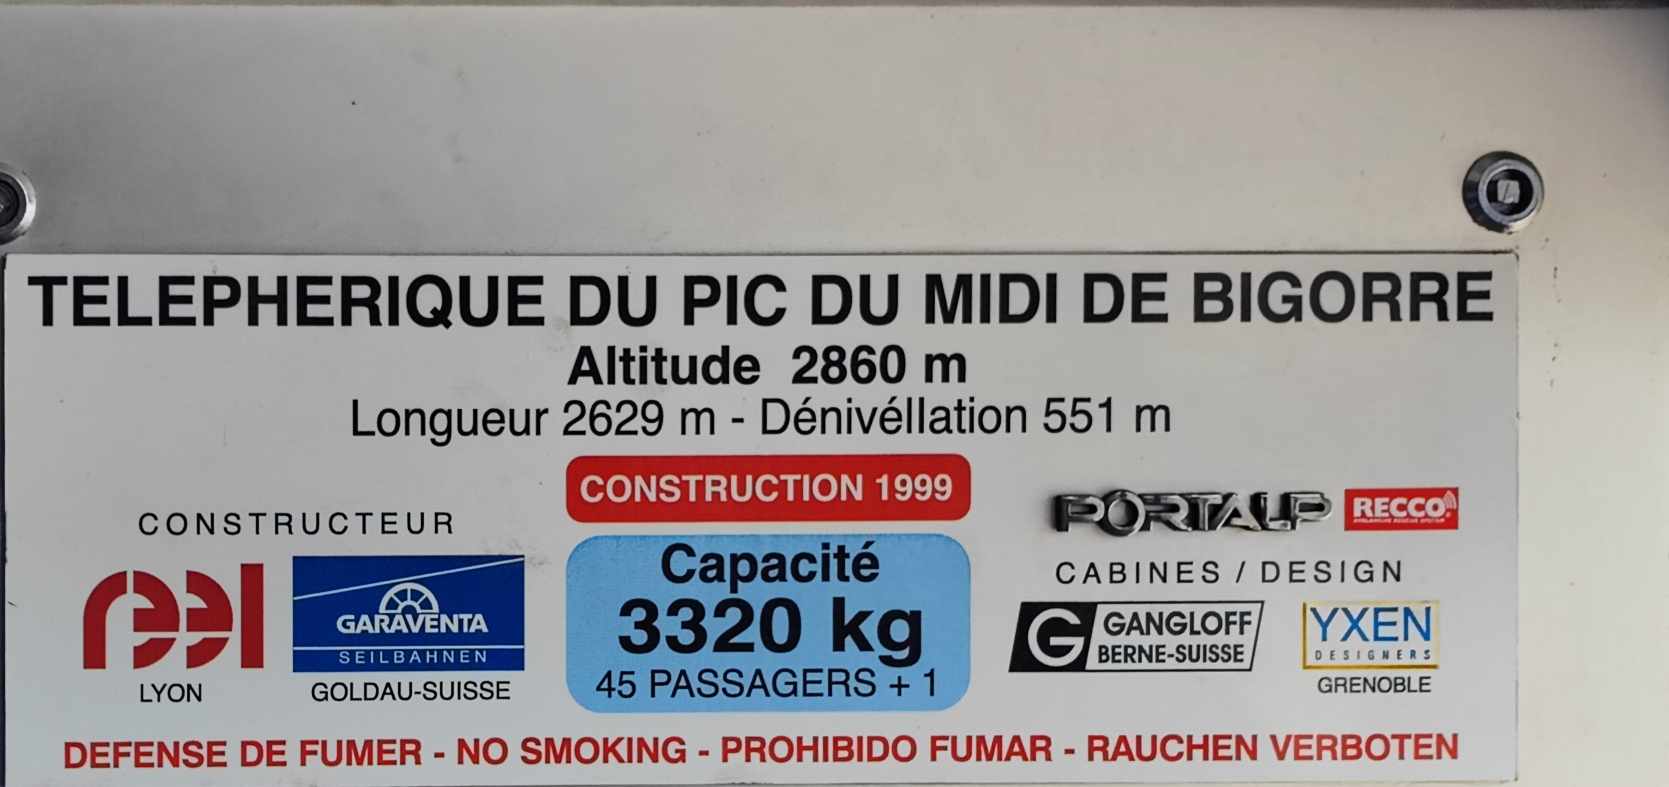 TELEPHERIQUE DU PIC DU MIDI DE BIGORRE
Altitude 2860 m
Longueur 2629 m - Dénivéllation 551 m
CONSTRUCTION 1999
CONSTRUCTEUR
reel
LYON
GARAVENTA
SEILBAHNEN
GOLDAU-SUISSE
Capacité
3320 kg
45 PASSAGERS + 1
PORTALP
RECCO
CABINES / DESIGN
G GANGLOFF
BERNE-SUISSE
YXEN
DESIGNERS
GRENOBLE
DEFENSE DE FUMER - NO SMOKING - PROHIBIDO FUMAR - RAUCHEN VERBOTEN